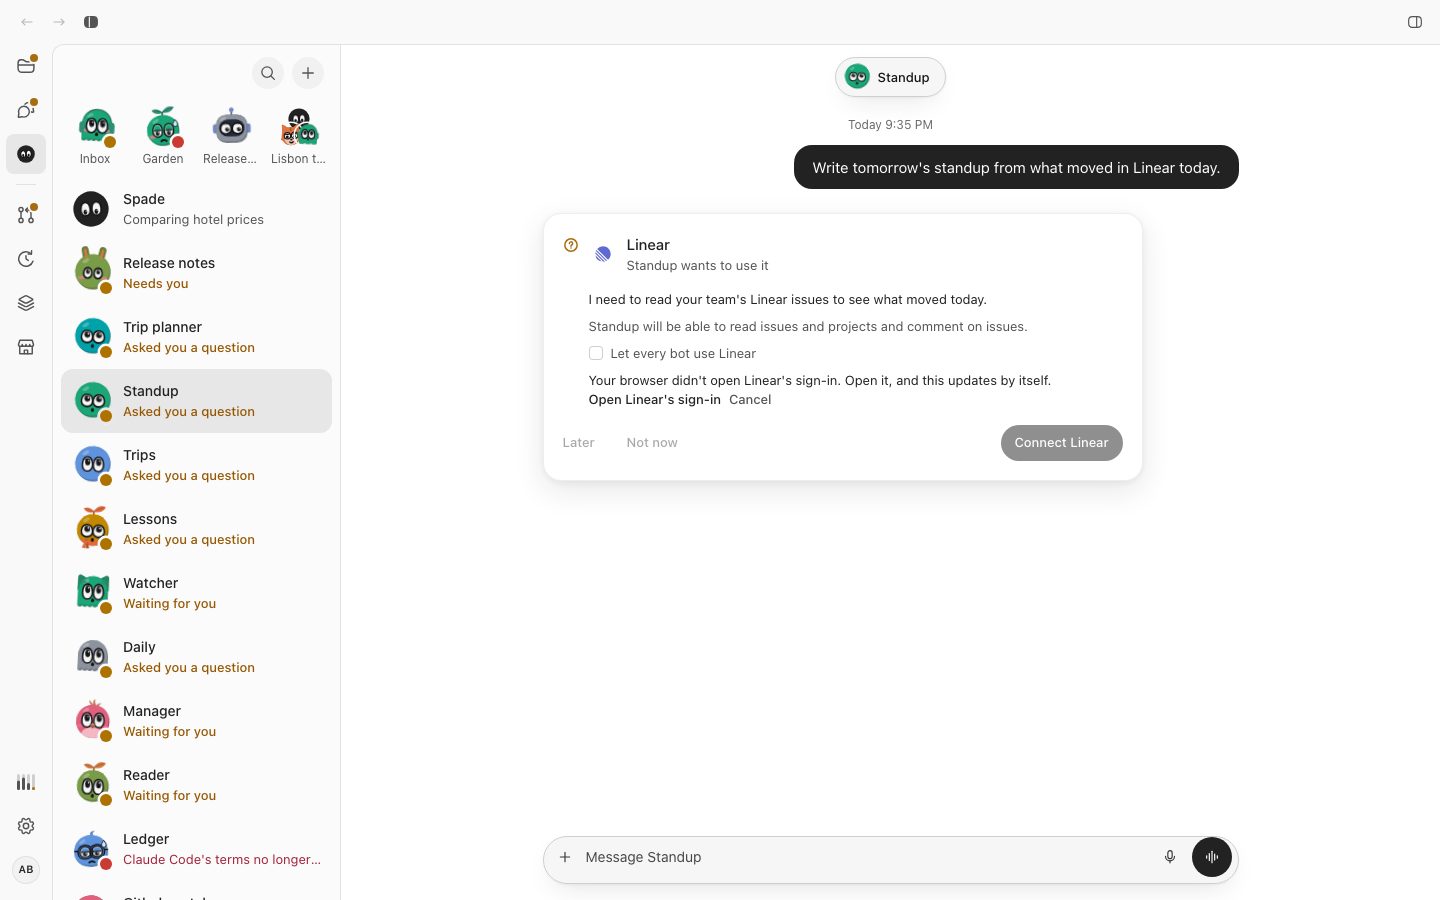 Inbox
Garden
Release...
Lisbon t...
Spade
Comparing hotel prices
Release notes
Needs you
Trip planner
Asked you a question
Standup
Asked you a question
Trips
Asked you a question
Lessons
Asked you a question
Watcher
Waiting for you
Daily
Asked you a question
Manager
Waiting for you
Reader
Waiting for you
Ledger
Claude Code's terms no longer...
AB
Standup
Today 9:35 PM
Write tomorrow's standup from what moved in Linear today.
Linear
Standup wants to use it
I need to read your team's Linear issues to see what moved today.
Standup will be able to read issues and projects and comment on issues.
Let every bot use Linear
Your browser didn't open Linear's sign-in. Open it, and this updates by itself.
Open Linear's sign-in Cancel
Later Not now Connect Linear
Message Standup